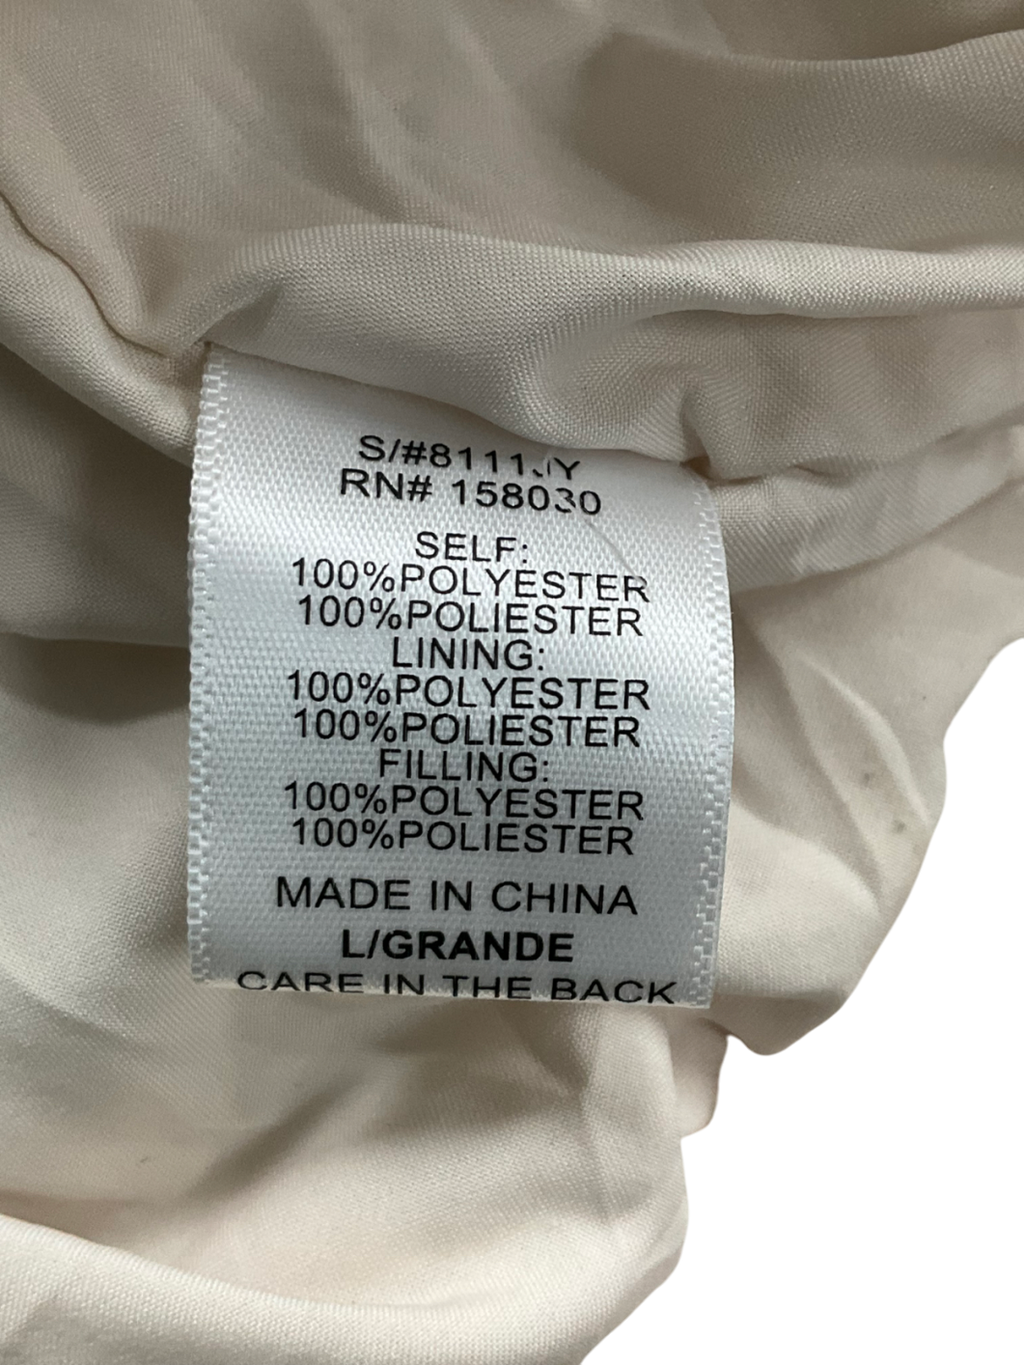 RN# 158030
SELF:
100%POLYESTER
100%POLIESTER
LINING:
100%POLYESTER
100%POLIESTER
FILLING:
100%POLYESTER
100%POLIESTER
MADE IN CHINA
L/GRANDE
CARE IN THE BACK